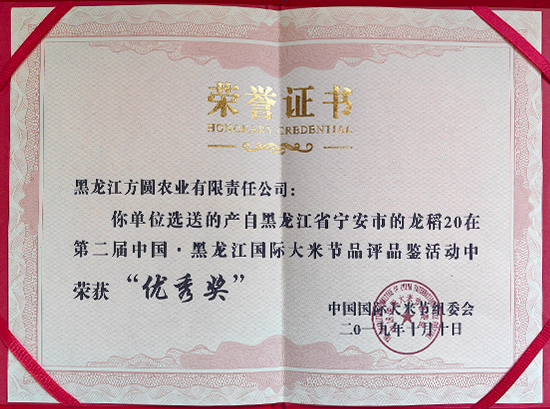 荣誉证书
HONORARY CREDENTIAL
黑龙江方圆农业有限责任公司:
你单位选送的产自黑龙江省宁安市的龙稻20在
第二届中国·黑龙江国际大米节品评品鉴活动中
荣获“优秀奖”
中国国际大米节组委会
二〇一九年十月十日